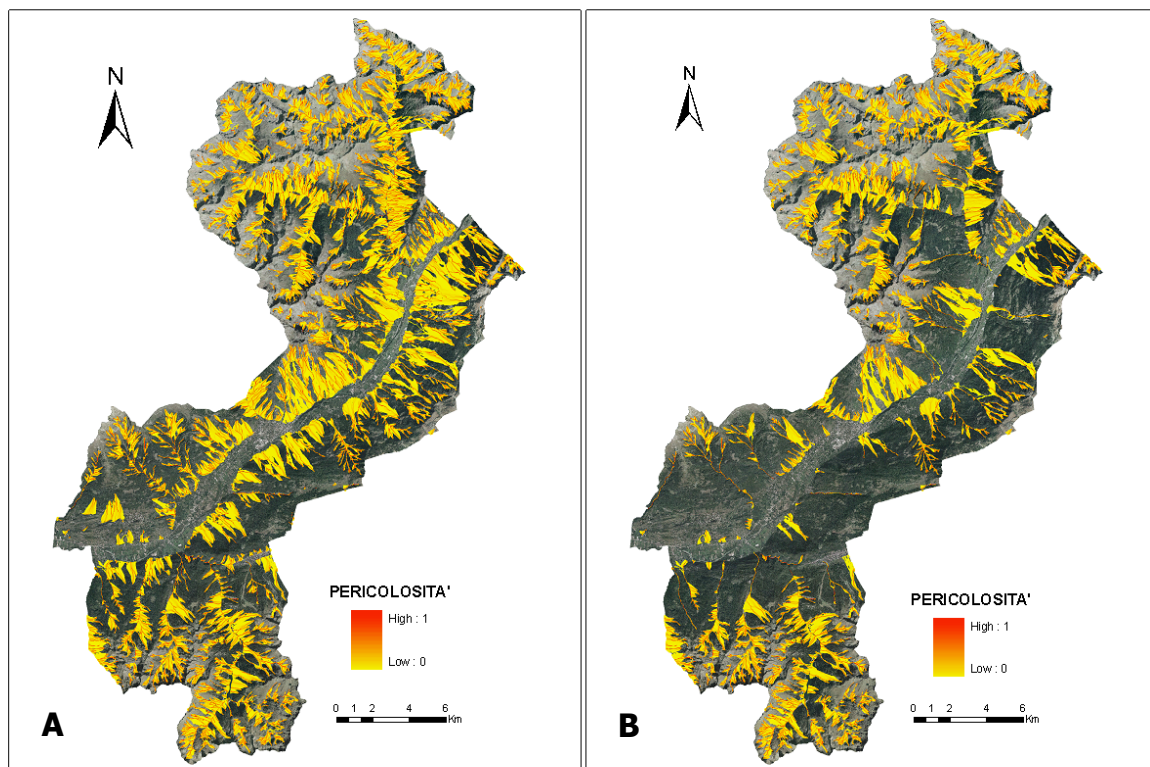 N
PERICOLOSITA'
High : 1
Low : 0
0 1 2 4 6
Km
A
N
PERICOLOSITA'
High : 1
Low : 0
0 1 2 4 6
Km
B